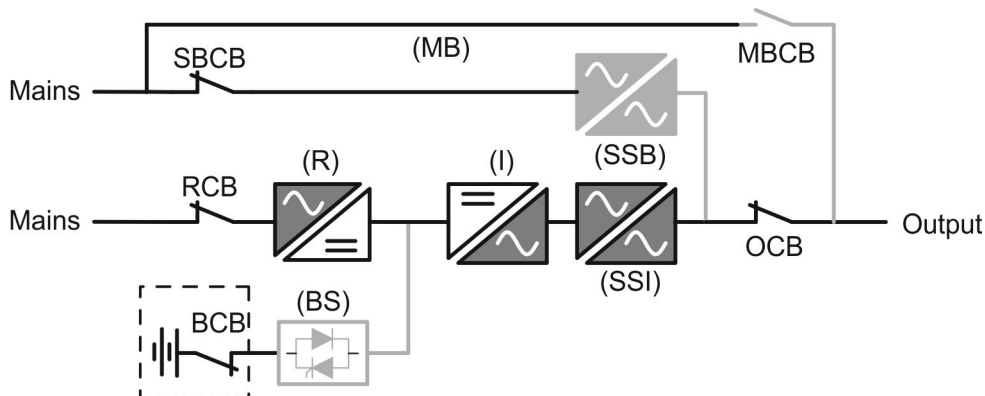 (MB)
MBCB
SBCB
Mains
(SSB)
(R)
(I)
RCB
Mains
Output
OCB
(SSI)
(BS)
BCB